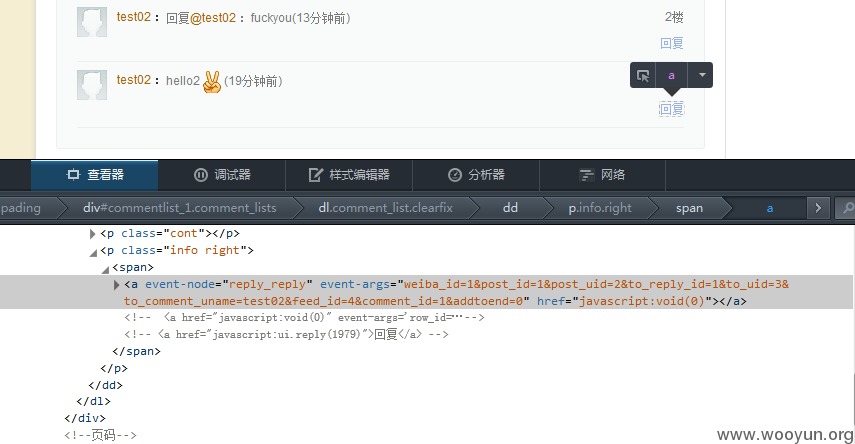 test02 ： 回复@test02 ： fuckyou(13分钟前)
2楼
回复
test02 ： hello2 (19分钟前)
a
回复
查看器
调试器
样式编辑器
分析器
网络
pading
div#commentlist_1.comment_lists
dl.comment_list.clearfix
dd
p.info.right
span
a
<p class="cont"></p>
<p class="info right">
<span>
<a event-node="reply_reply" event-args="weiba_id=1&post_id=1&post_uid=2&to_reply_id=1&to_uid=3&
to_comment_uname=test02&feed_id=4&comment_id=1&addtoend=0" href="javascript:void(0)"></a>
<!-- <a href="javascript:void(0)" event-args='row_id=⋯-->
<!-- <a href="javascript:ui.reply(1979)">回复</a> -->
</span>
</p>
</dd>
</dl>
</div>
<!--页码-->
www.wooyun.org